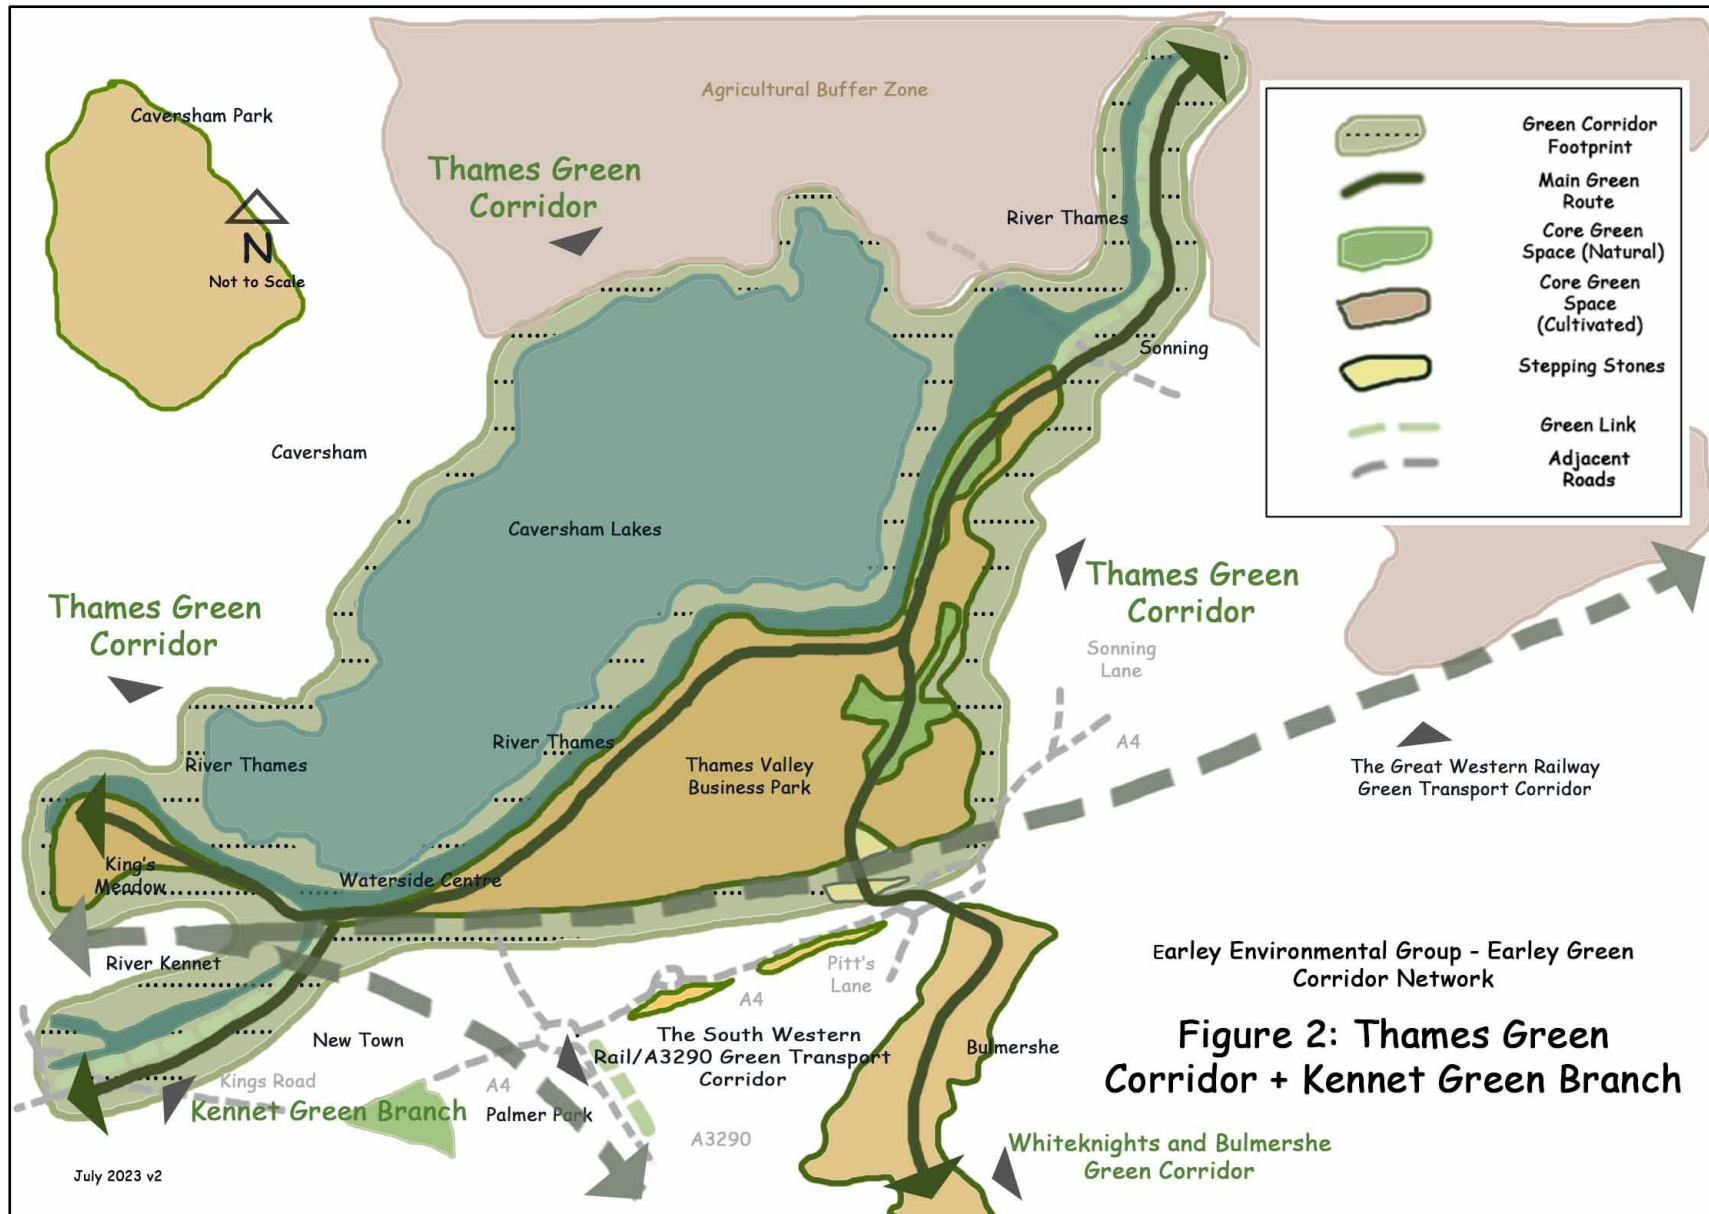 Agricultural Buffer Zone
Caversham Park
Thames Green
Corridor
N
Not to Scale
River Thames
Sonning
Caversham
Caversham Lakes
Thames Green
Corridor
Thames Green
Corridor
Sonning
Lane
A4
River Thames
River Thames
Thames Valley
Business Park
The Great Western Railway
Green Transport Corridor
King's
Meadow
Waterside Centre
River Kennet
Pitt's
Lane
A4
New Town
The South Western
Rail/A3290 Green Transport
Corridor
Bulmershe
Kings Road
A4
Kennet Green Branch
Palmer Park
A3290
Whiteknights and Bulmershe
Green Corridor
July 2023 v2
Green Corridor
Footprint
Main Green
Route
Core Green
Space (Natural)
Core Green
Space
(Cultivated)
Stepping Stones
Green Link
Adjacent
Roads
Earley Environmental Group - Earley Green
Corridor Network
Figure 2: Thames Green
Corridor + Kennet Green Branch